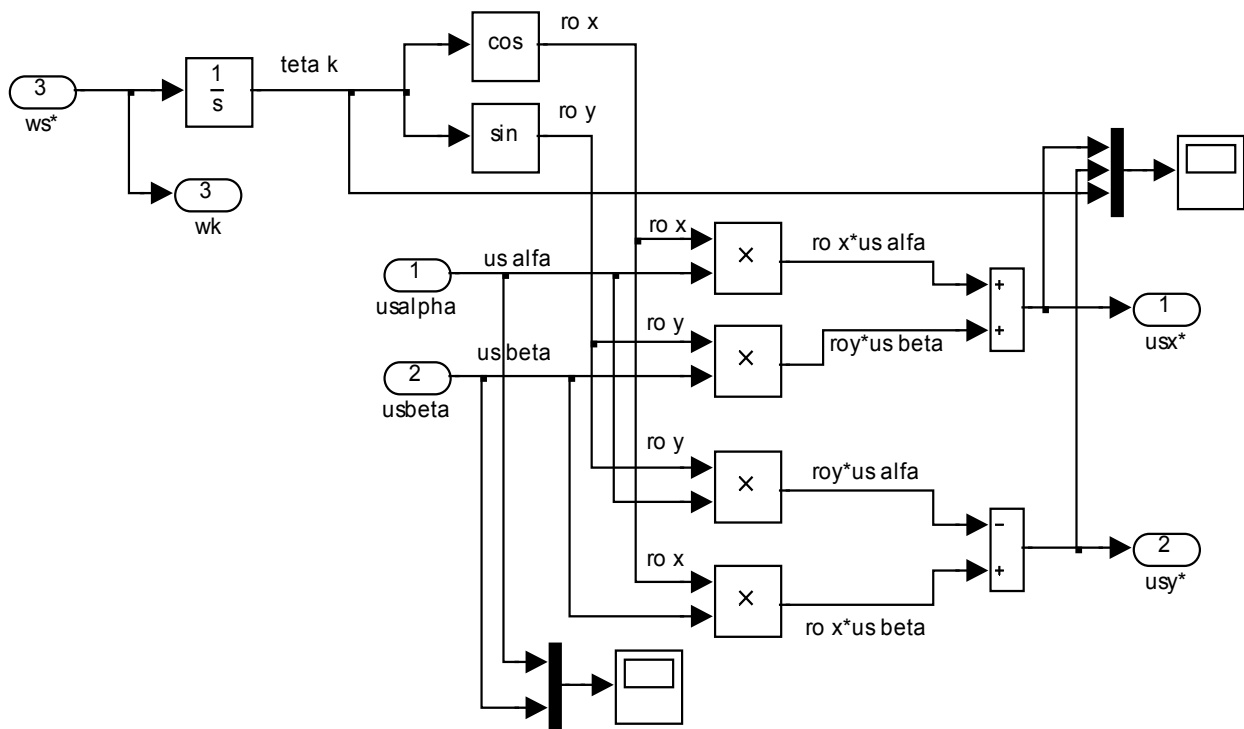 ro x
cos
teta k
1
s
3
ws*
ro y
sin
3
wk
ro x
us alfa
1
usalpha
×
ro x*us alfa
+
+
1
usx*
ro y
us beta
2
usbeta
×
roy*us beta
ro y
×
roy*us alfa
−
+
2
usy*
ro x
×
ro x*us beta